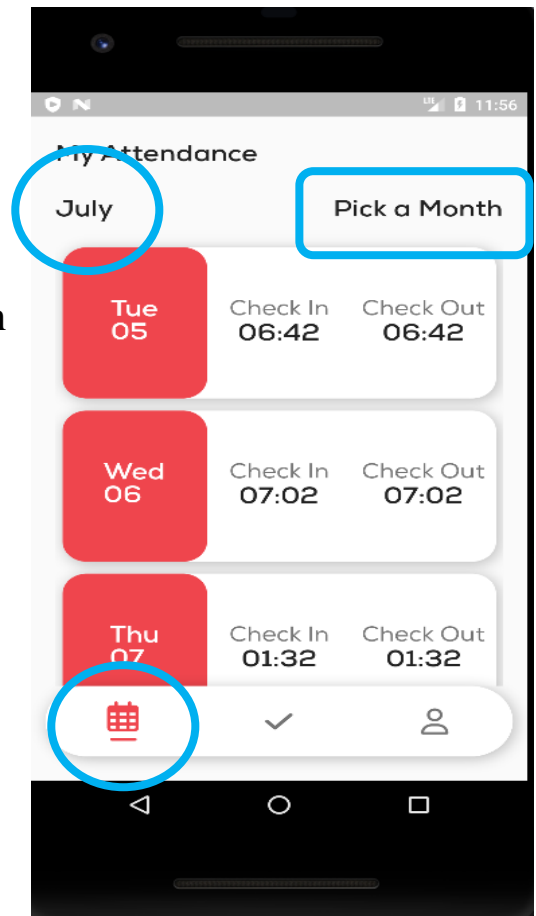 11:56
My Attendance
July Pick a Month
Tue Check In Check Out
05 06:42 06:42
Wed Check In Check Out
06 07:02 07:02
Thu Check In Check Out
07 01:32 01:32